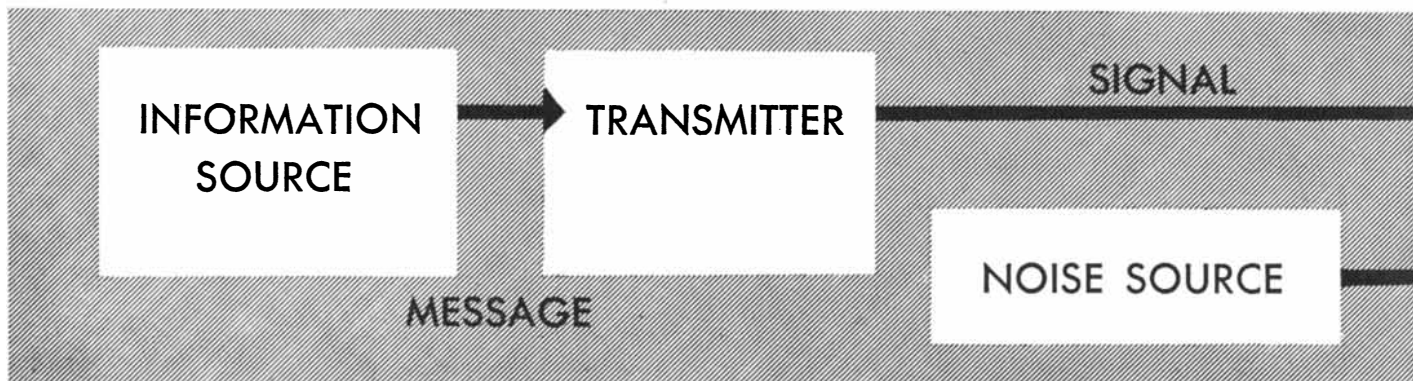 INFORMATION
SOURCE
TRANSMITTER
SIGNAL
NOISE SOURCE
MESSAGE